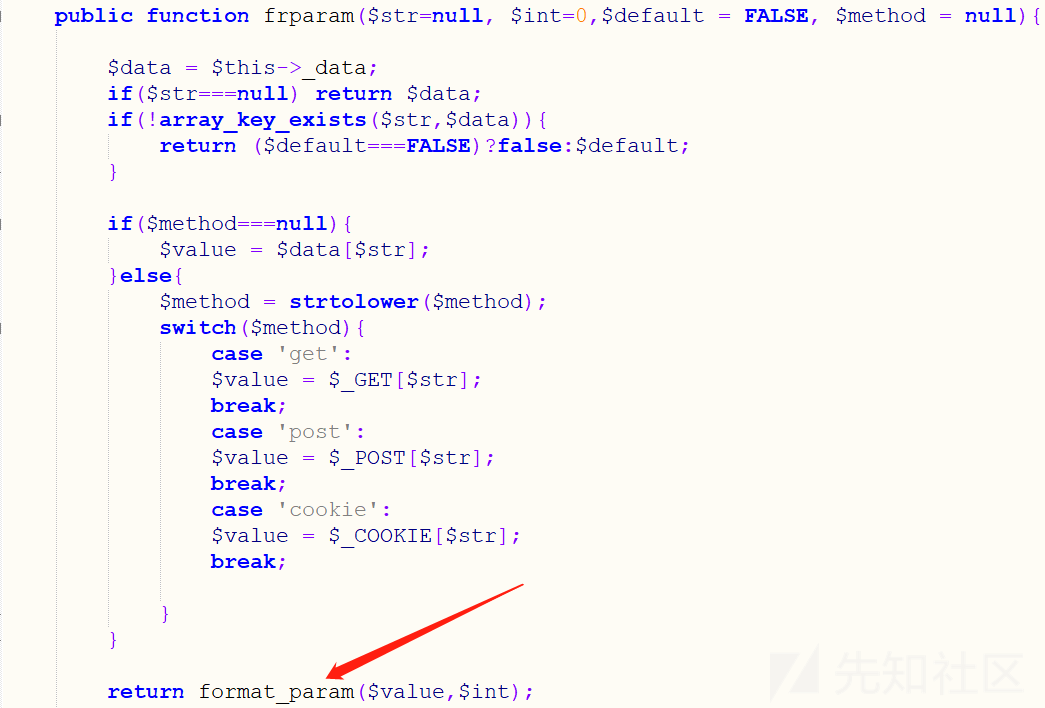 public function frparam($str=null, $int=0,$default = FALSE, $method = null){
$data = $this->_data;
if($str===null) return $data;
if(!array_key_exists($str,$data)){
return ($default===FALSE)?false:$default;
}
if($method===null){
$value = $data[$str];
}else{
$method = strtolower($method);
switch($method){
case 'get':
$value = $_GET[$str];
break;
case 'post':
$value = $_POST[$str];
break;
case 'cookie':
$value = $_COOKIE[$str];
break;
}
}
return format_param($value,$int);
先知社区